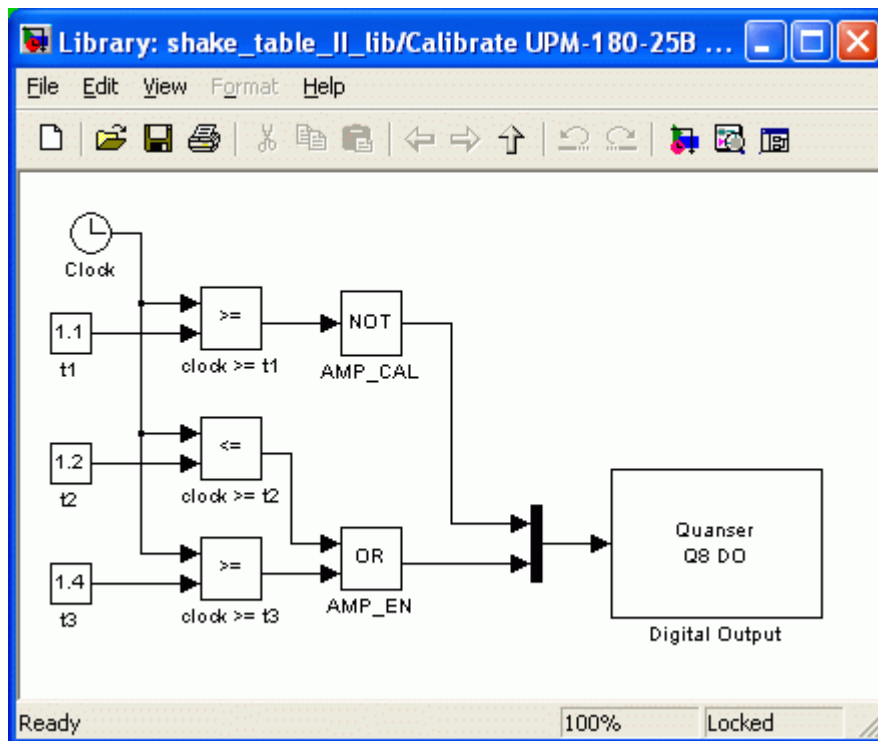 Library: shake_table_II_lib/Calibrate UPM-180-25B ...
File Edit View Format Help
Clock
1.1
t1
>=
clock >= t1
NOT
AMP_CAL
1.2
t2
<=
clock >= t2
1.4
t3
>=
clock >= t3
OR
AMP_EN
Quanser
Q8 DO
Digital Output
Ready 100% Locked